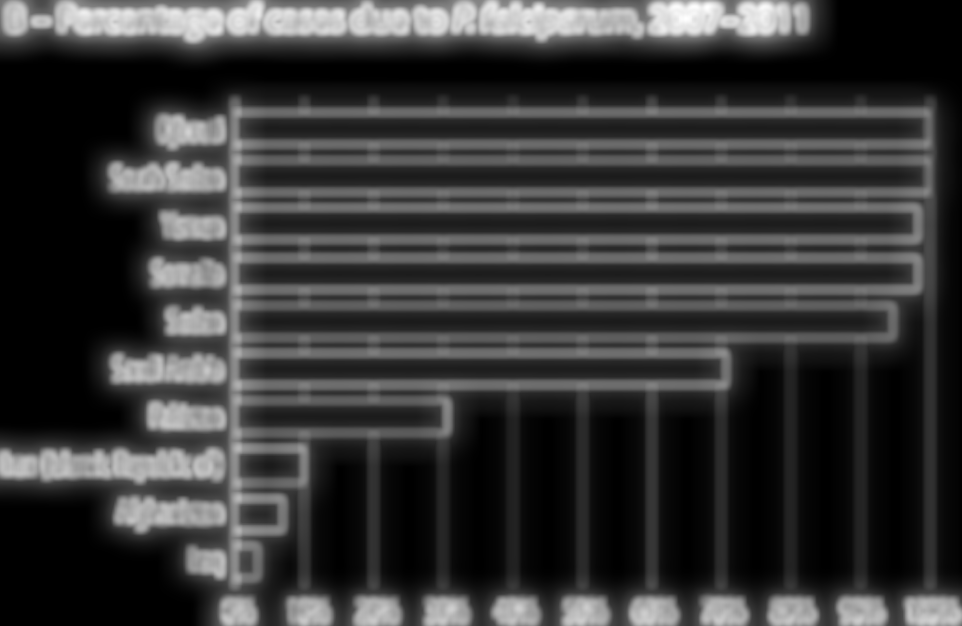 D – Percentage of cases due to P. falciparum, 2007–2011
Djibouti
South Sudan
Yemen
Somalia
Sudan
Saudi Arabia
Pakistan
Iran (Islamic Republic of)
Afghanistan
Iraq
0% 10% 20% 30% 40% 50% 60% 70% 80% 90% 100%